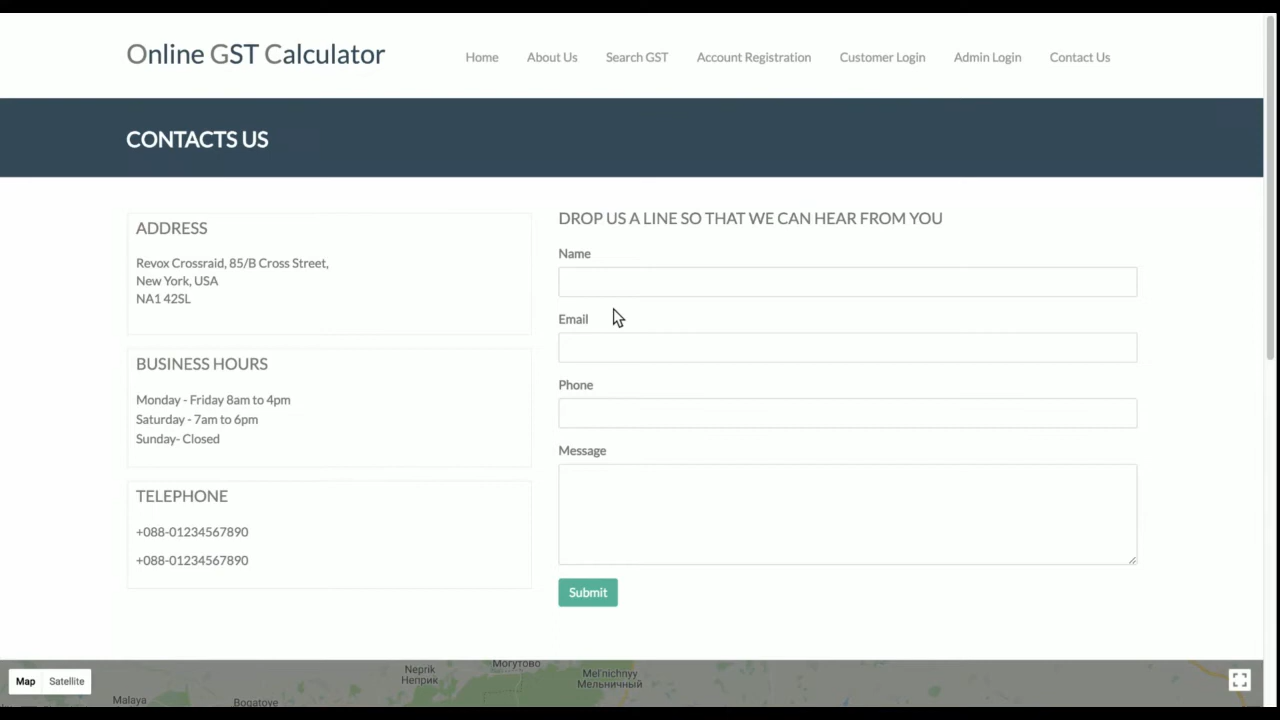 Online GST Calculator
Home About Us Search GST Account Registration Customer Login Admin Login Contact Us
CONTACTS US
ADDRESS
Revox Crossraid, 85/B Cross Street,
New York, USA
NA1 42SL
BUSINESS HOURS
Monday - Friday 8am to 4pm
Saturday - 7am to 6pm
Sunday- Closed
TELEPHONE
+088-01234567890
+088-01234567890
DROP US A LINE SO THAT WE CAN HEAR FROM YOU
Name
Email
Phone
Message
Submit
Map Satellite
Neprik
Неприк
Могутово
Mel'nichnyy
Мельничный
Malaya
Bogatoye